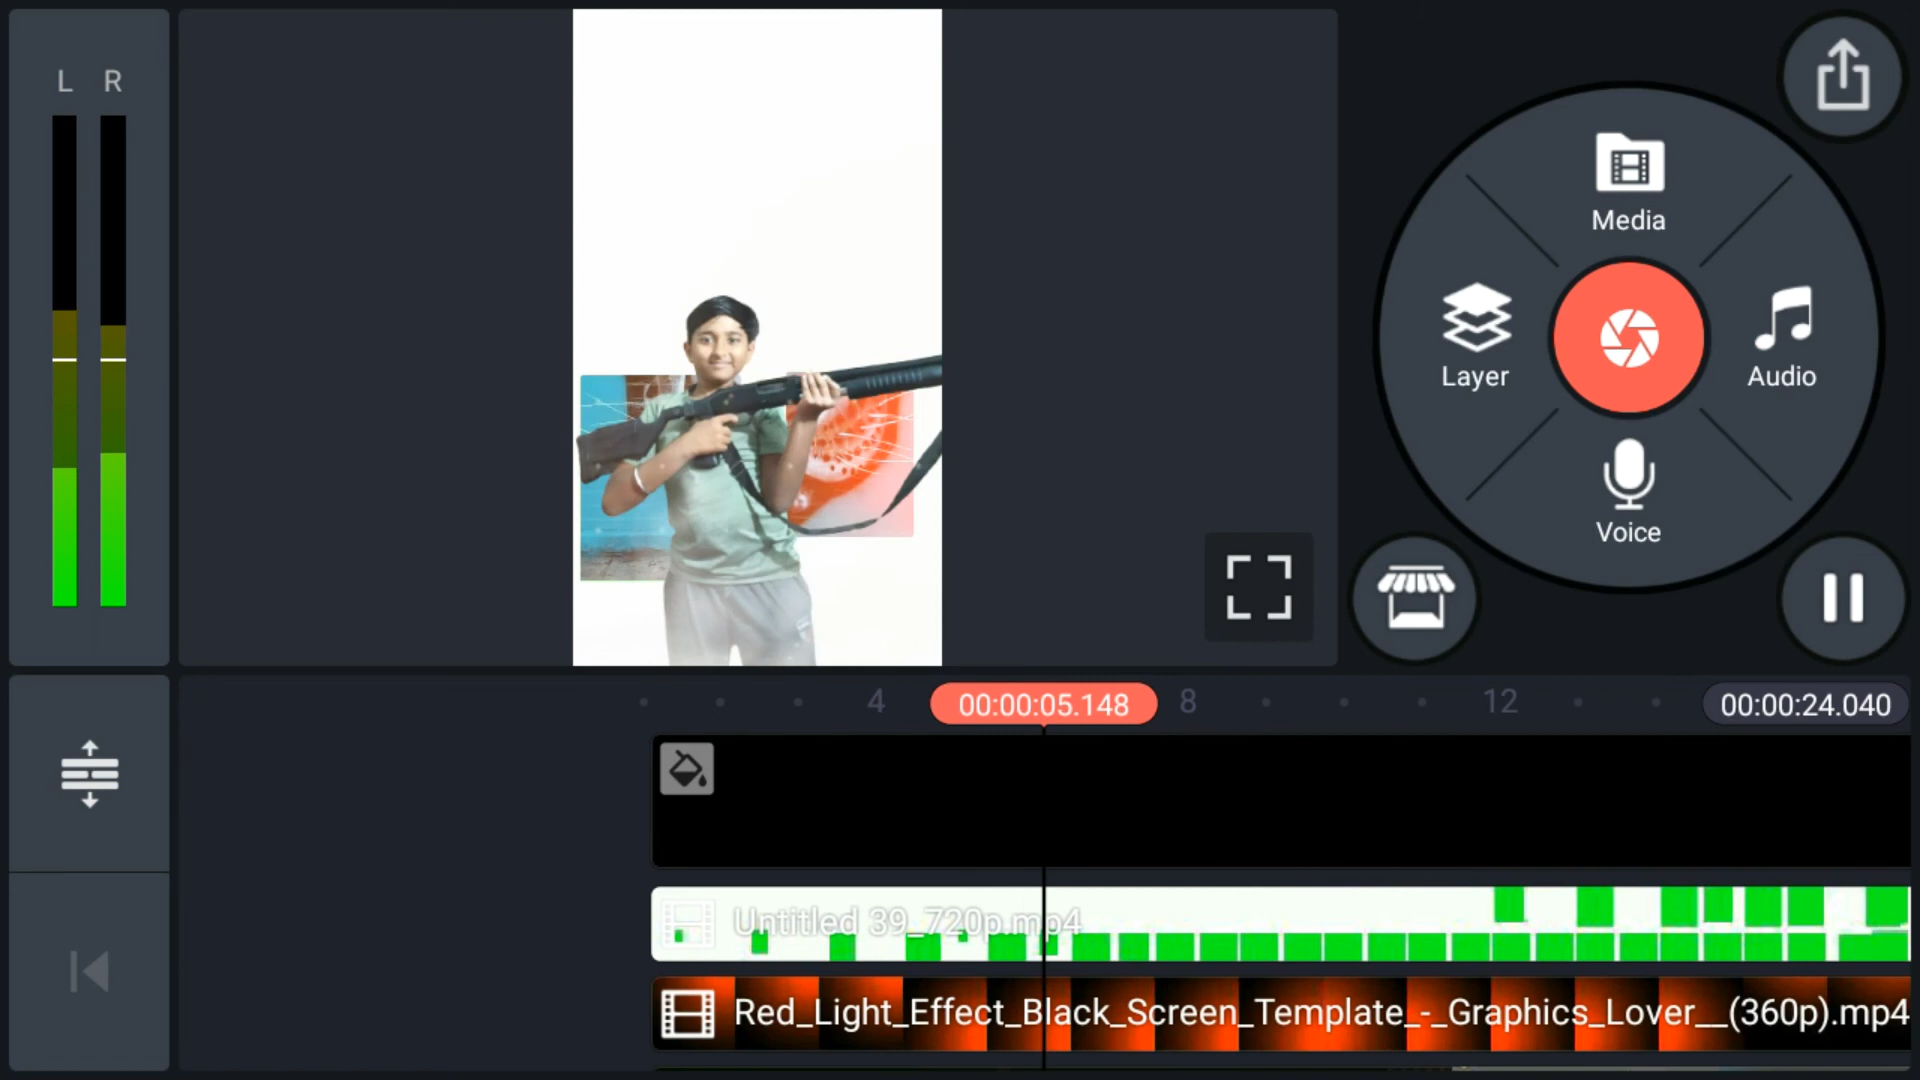 L R
Media
Layer
Audio
Voice
4
00:00:05.148
8
12
00:00:24.040
Untitled 39_720p.mp4
Red_Light_Effect_Black_Screen_Template_-_Graphics_Lover__(360p).mp4